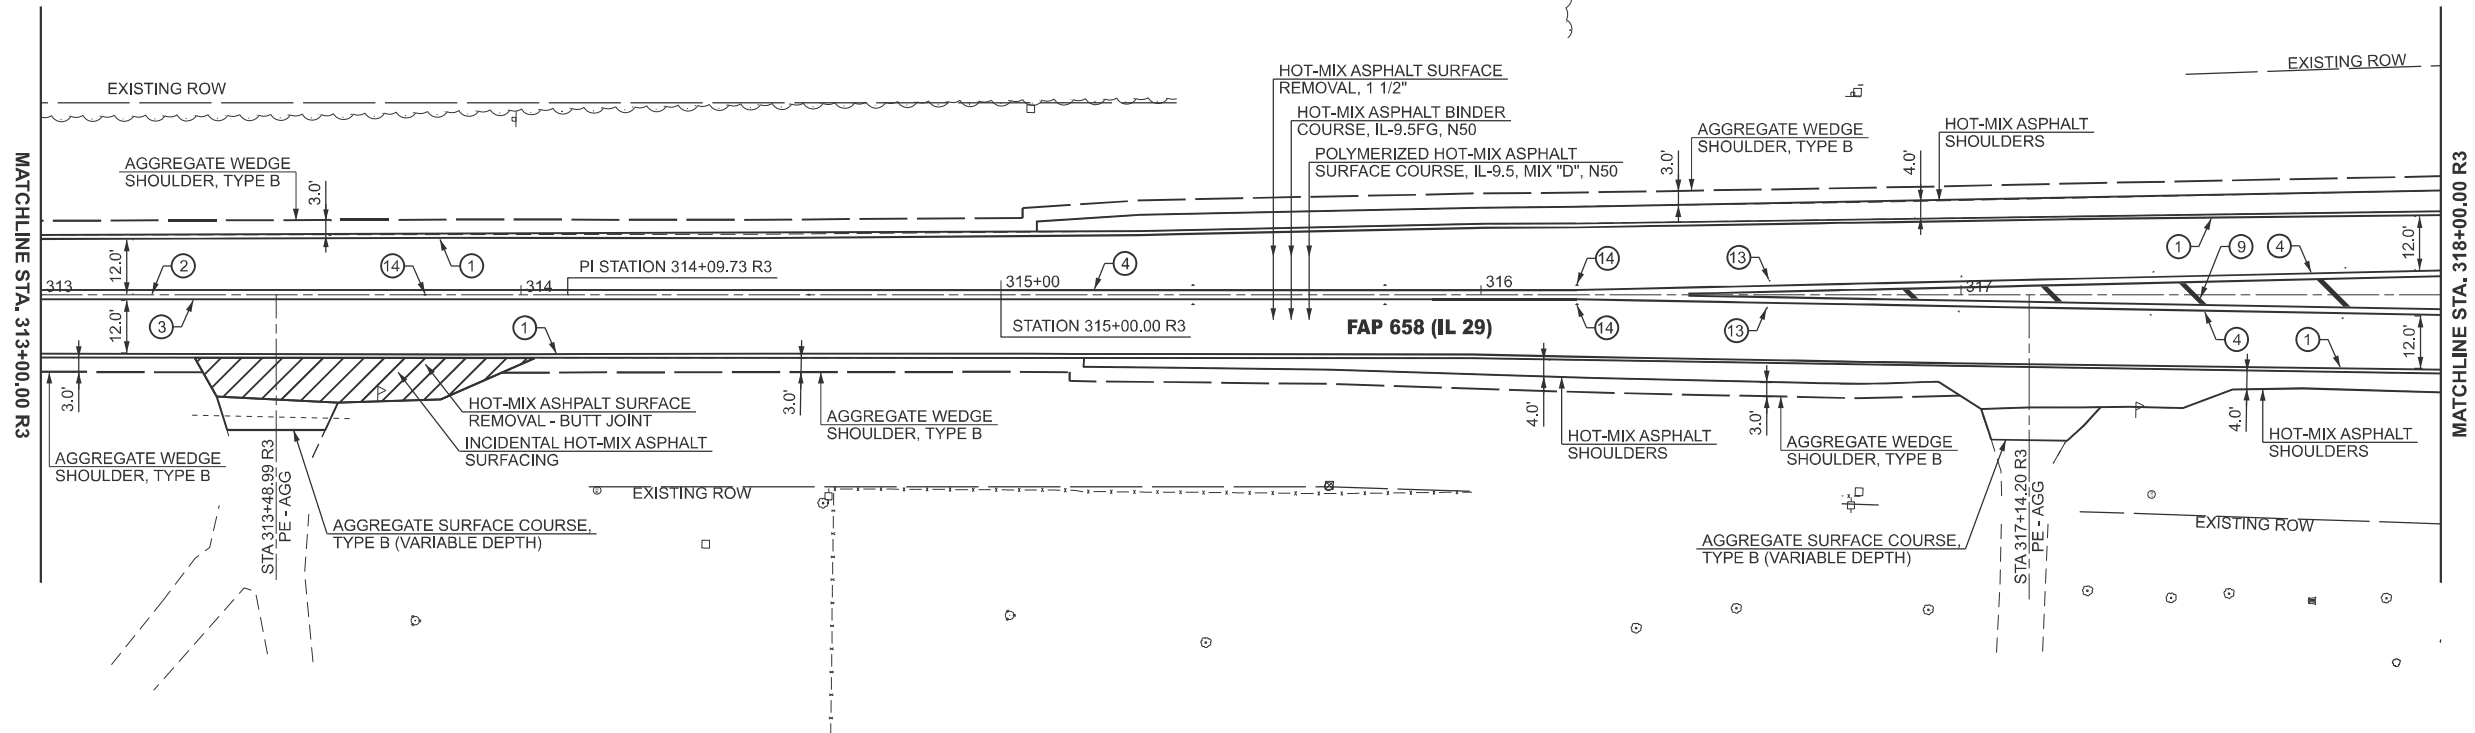 EXISTING ROW
EXISTING ROW
HOT-MIX ASPHALT SURFACE
REMOVAL, 1 1/2"
HOT-MIX ASPHALT BINDER
COURSE, IL-9.5FG, N50
POLYMERIZED HOT-MIX ASPHALT
SURFACE COURSE, IL-9.5, MIX "D", N50
AGGREGATE WEDGE
SHOULDER, TYPE B
HOT-MIX ASPHALT
SHOULDERS
AGGREGATE WEDGE
SHOULDER, TYPE B
3.0'
3.0'
4.0'
MATCHLINE STA. 313+00.00 R3
MATCHLINE STA. 318+00.00 R3
12.0'
2
14
1
PI STATION 314+09.73 R3
4
14
13
1
9
4
12.0'
313
314
315+00
316
317
12.0'
3
1
STATION 315+00.00 R3
FAP 658 (IL 29)
14
13
4
1
12.0'
3.0'
3.0'
4.0'
3.0'
4.0'
HOT-MIX ASHPALT SURFACE
REMOVAL - BUTT JOINT
INCIDENTAL HOT-MIX ASPHALT
SURFACING
AGGREGATE WEDGE
SHOULDER, TYPE B
HOT-MIX ASPHALT
SHOULDERS
AGGREGATE WEDGE
SHOULDER, TYPE B
HOT-MIX ASPHALT
SHOULDERS
AGGREGATE WEDGE
SHOULDER, TYPE B
STA 313+48.99 R3
PE - AGG
EXISTING ROW
AGGREGATE SURFACE COURSE,
TYPE B (VARIABLE DEPTH)
AGGREGATE SURFACE COURSE,
TYPE B (VARIABLE DEPTH)
STA 317+14.20 R3
PE - AGG
EXISTING ROW